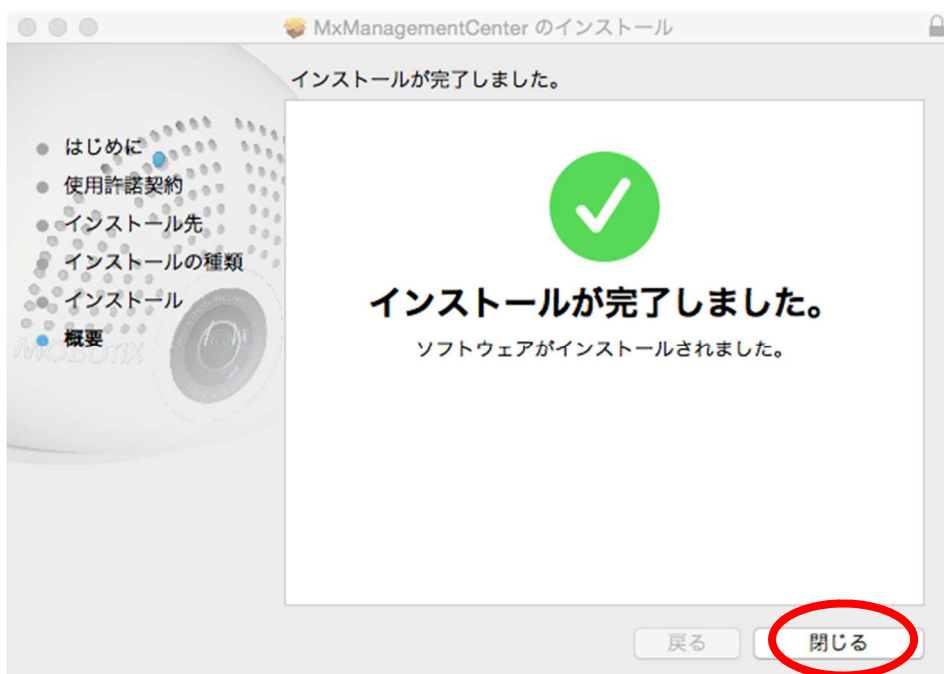 MxManagementCenter のインストール
インストールが完了しました。
はじめに
使用許諾契約
インストール先
インストールの種類
インストール
概要
MOBOTIX
インストールが完了しました。
ソフトウェアがインストールされました。
戻る
閉じる